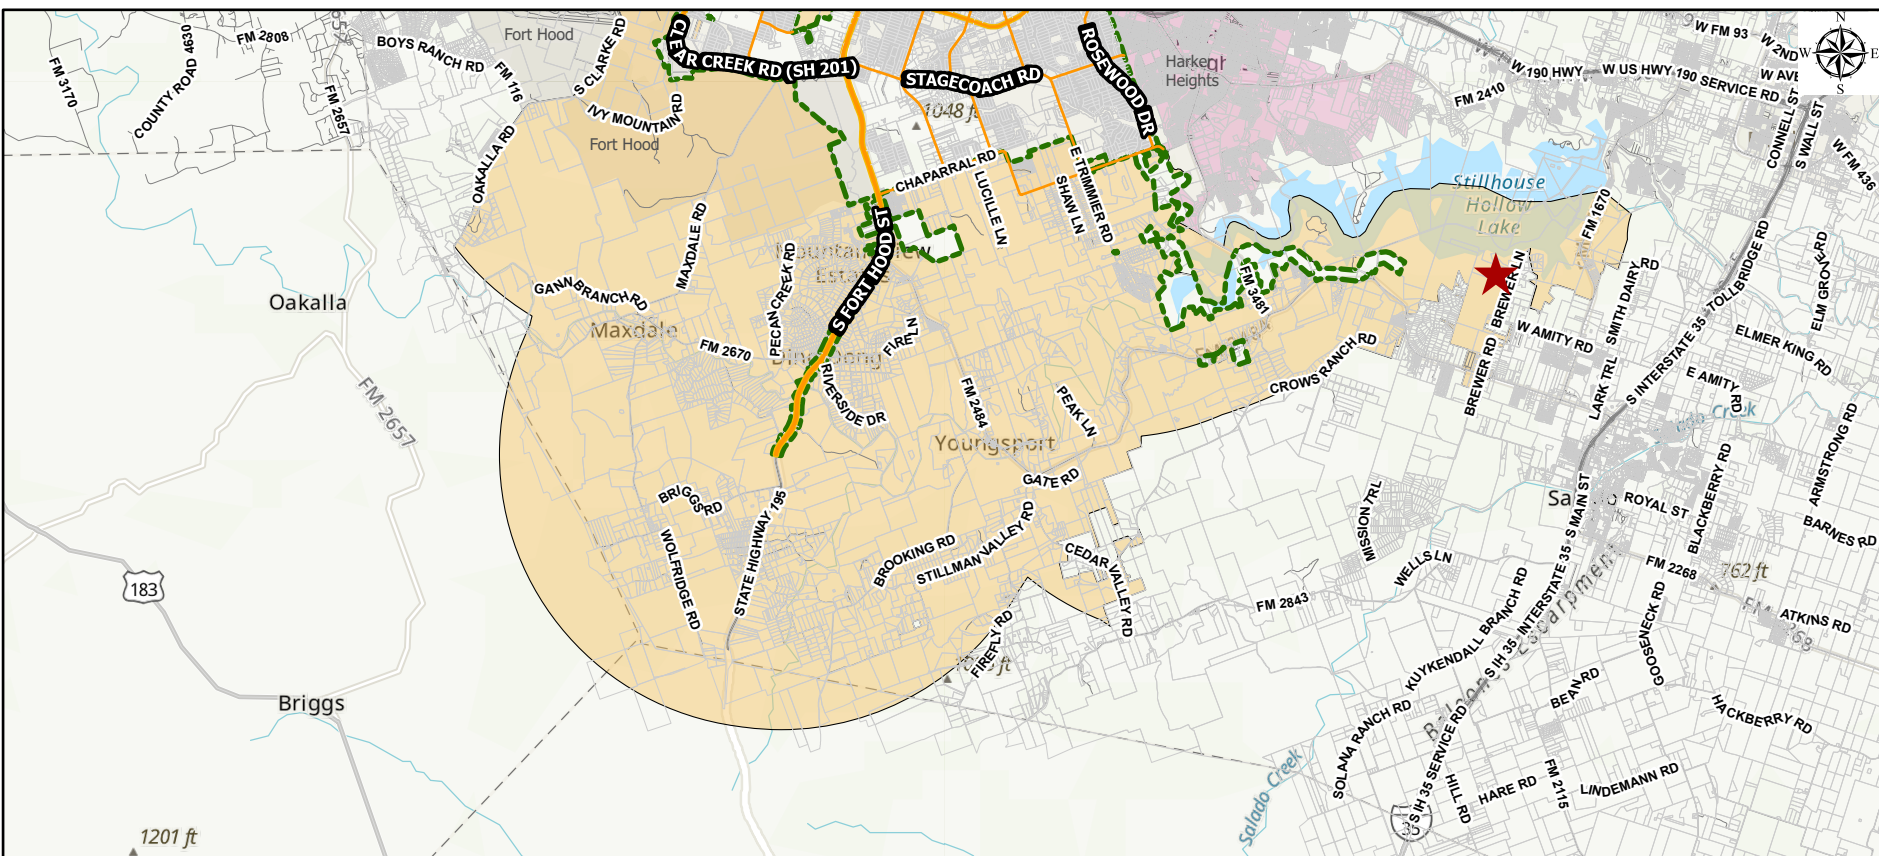 N
W
E
S
FM 2808
COUNTY ROAD 4630
FM 3170
BOYS RANCH RD
FM 116
FM 2657
Fort Hood
S CLARKE RD
IVY MOUNTAIN RD
Fort Hood
OAKALLA RD
CLEAR CREEK RD (SH 201)
STAGECOACH RD
ROSEWOOD DR
1048 ft
Harker
Heights
W 190 HWY
FM 2410
W US HWY 190 SERVICE RD
W FM 93
W 2ND
W AVE
CONNELL ST
S WALL ST
W FM 436
CHAPARRAL RD
LUCILLE LN
SHAW LN
E TRIMMIER RD
Stillhouse
Hollow
Lake
FM 1670
MAXDALE RD
GANN BRANCH RD
PECAN CREEK RD
Mountain View
Estates
S FORT HOOD ST
FM 3481
BREWER LN
SMITH DAIRY RD
S INTERSTATE 35 TOLLBRIDGE RD
ELM GROVE RD
Oakalla
Maxdale
FM 2670
Ding Dong
FIRE LN
RIVERSIDE DR
FM 2484
CROWS RANCH RD
BREWER RD
W AMITY RD
LARK TRL
ELMER KING RD
E AMITY RD
ARMSTRONG RD
FM 2657
FM 2484
PEAK LN
Youngsport
GATE RD
BRIGGS RD
WOLFRIDGE RD
STATE HIGHWAY 195
BROOKING RD
STILLMAN VALLEY RD
CEDAR VALLEY RD
MISSION TRL
WELLS LN
S MAIN ST
ROYAL ST
BLACKBERRY RD
BARNES RD
183
FM 2843
FM 2268
762 ft
ATKINS RD
FIREFLY RD
KUYKENDALL BRANCH RD
S IH 35
S INTERSTATE 35
GOOSENECK RD
BEAN RD
HACKBERRY RD
Briggs
SOLANA RANCH RD
S IH 35 SERVICE RD
HILL RD
HARE RD
FM 2115
LINDEMANN RD
Salado Creek
35
1201 ft